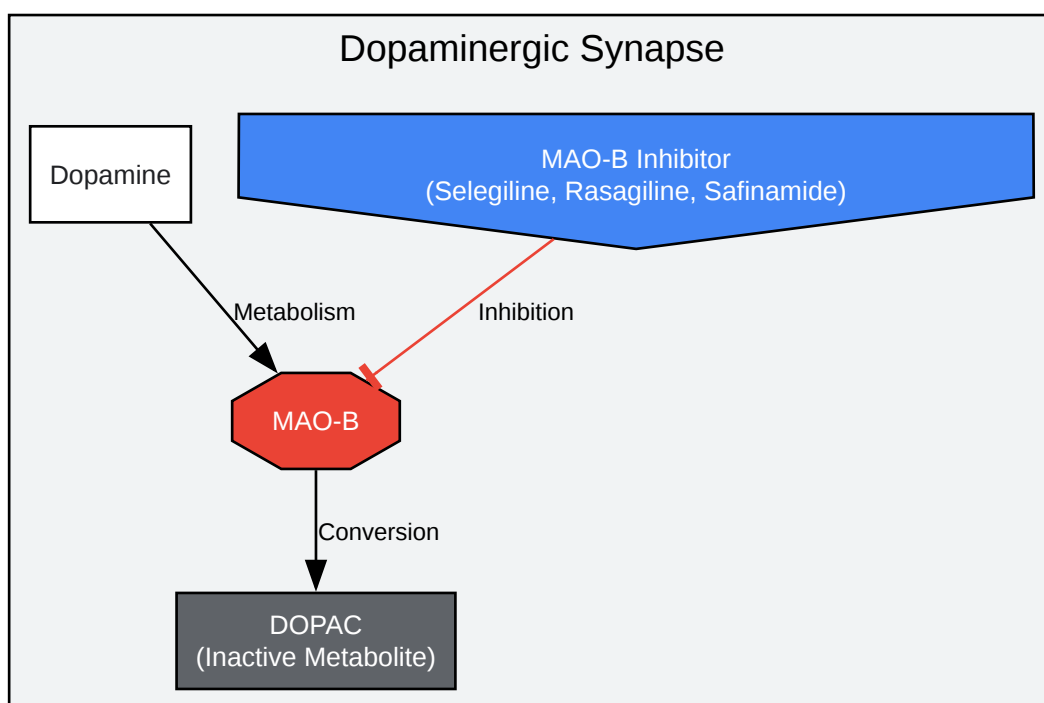 Dopaminergic Synapse
Dopamine
MAO-B Inhibitor
(Selegiline, Rasagiline, Safinamide)
Metabolism
Inhibition
MAO-B
Conversion
DOPAC
(Inactive Metabolite)